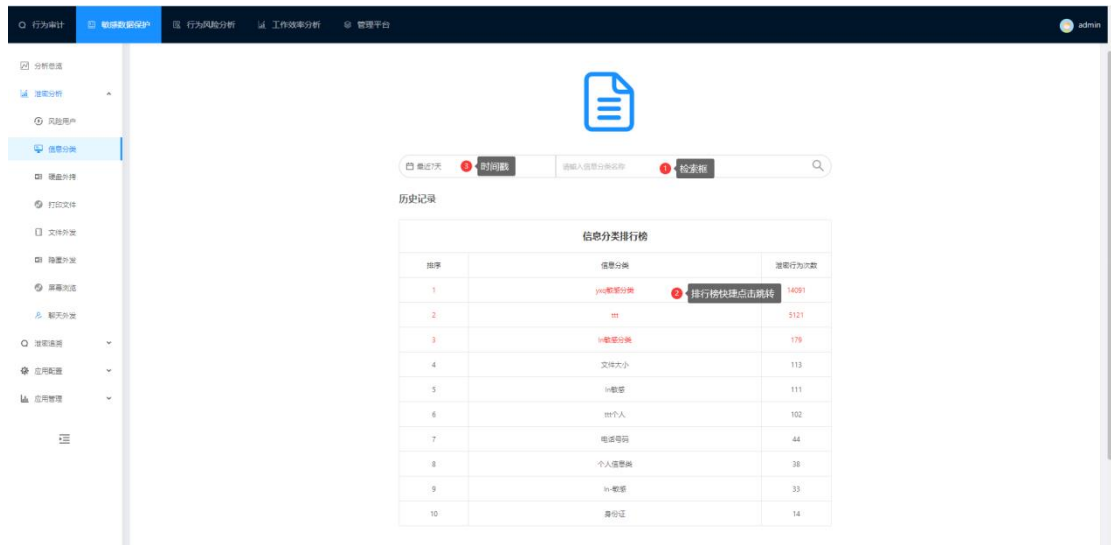 行为审计 敏感数据保护 行为风险分析 工作效率分析 管理平台 admin
分析总览
泄密分析
风险用户
信息分类
硬盘外拷
打印文件
文件外发
隐匿外发
屏幕浏览
聊天外发
泄密追溯
应用配置
应用管理
最近7天 3 时间戳 请输入信息分类名称 1 检索框
历史记录
信息分类排行榜
排序 信息分类 泄密行为次数
1 yxq敏感分类 2 排行榜快捷点击跳转 14091
2 ttt 5121
3 ln敏感分类 179
4 文件大小 113
5 ln敏感 111
6 ttt个人 102
7 电话号码 44
8 个人信息类 38
9 ln-敏感 33
10 身份证 14